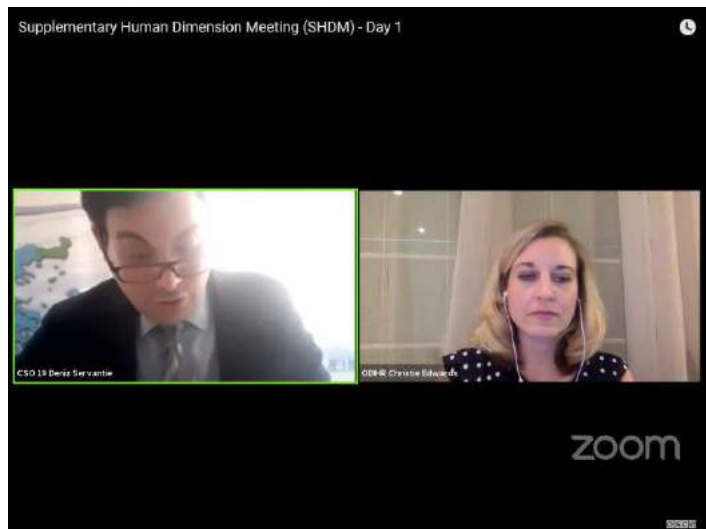 Supplementary Human Dimension Meeting (SHDM) - Day 1
CSO 19 Deniz Servantie
ODIHR Christie Edwards
zoom